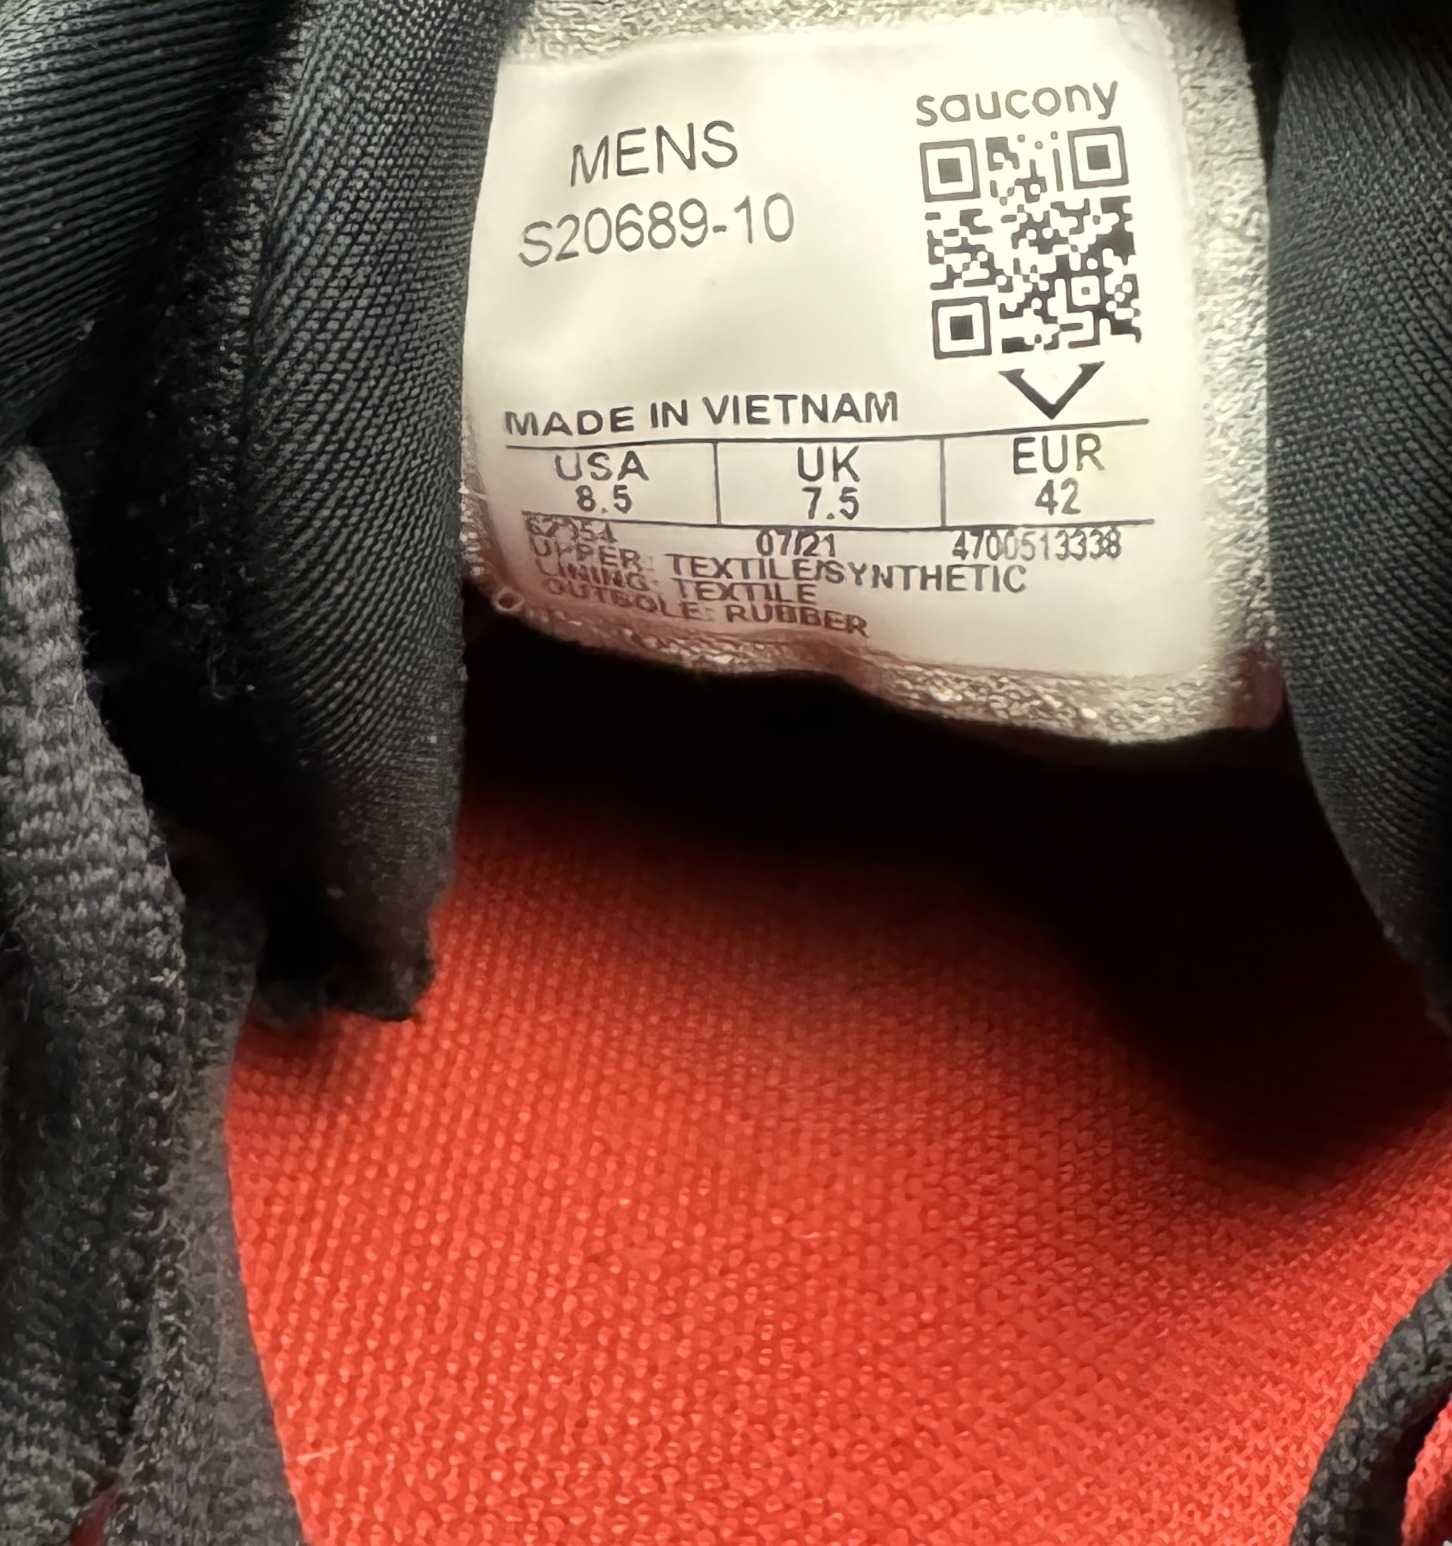 saucony
MENS
S20689-10
MADE IN VIETNAM
USA UK EUR
8.5 7.5 42
07/21 4700513338
UPPER: TEXTILE/SYNTHETIC
LINING: TEXTILE
OUTSOLE: RUBBER